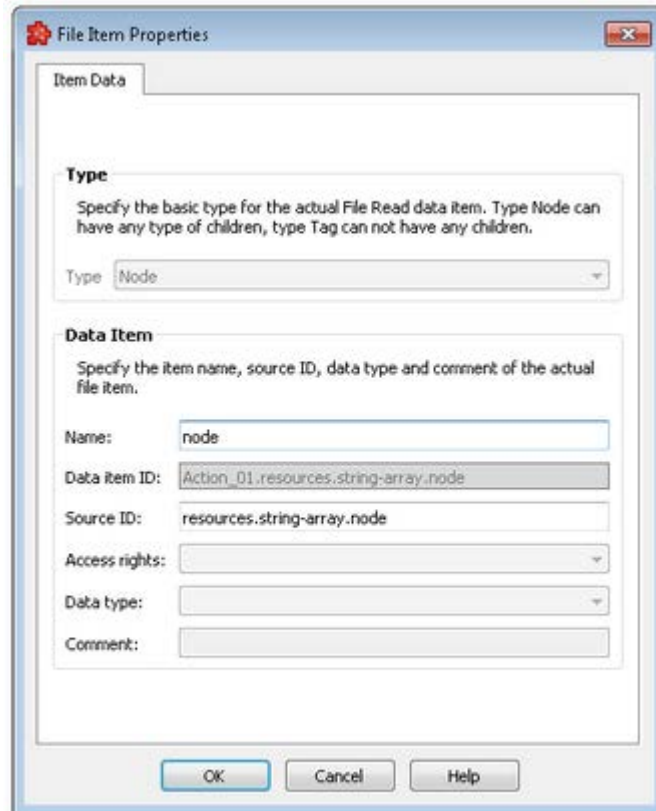 File Item Properties
Item Data
Type
Specify the basic type for the actual File Read data item. Type Node can
have any type of children, type Tag can not have any children.
Type Node
Data Item
Specify the item name, source ID, data type and comment of the actual
file item.
Name: node
Data item ID: Action_01.resources.string-array.node
Source ID: resources.string-array.node
Access rights:
Data type:
Comment:
OK Cancel Help